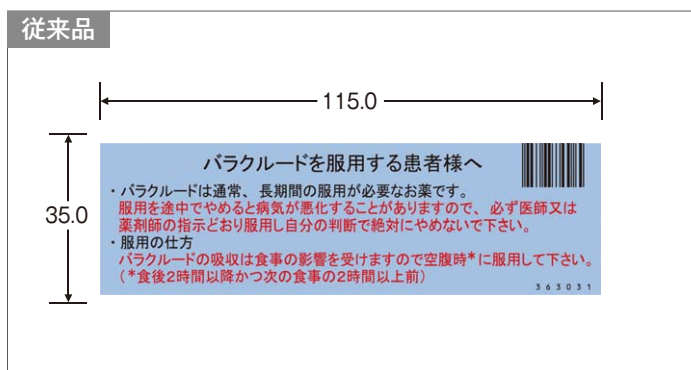 従来品
115.0
35.0
バラクルードを服用する患者様へ
・バラクルードは通常、長期間の服用が必要なお薬です。
服用を途中でやめると病気が悪化することがありますので、必ず医師又は
薬剤師の指示どおり服用し自分の判断で絶対にやめないで下さい。
・服用の仕方
バラクルードの吸収は食事の影響を受けますので空腹時*に服用して下さい。
(*食後2時間以降かつ次の食事の2時間以上前)
363031